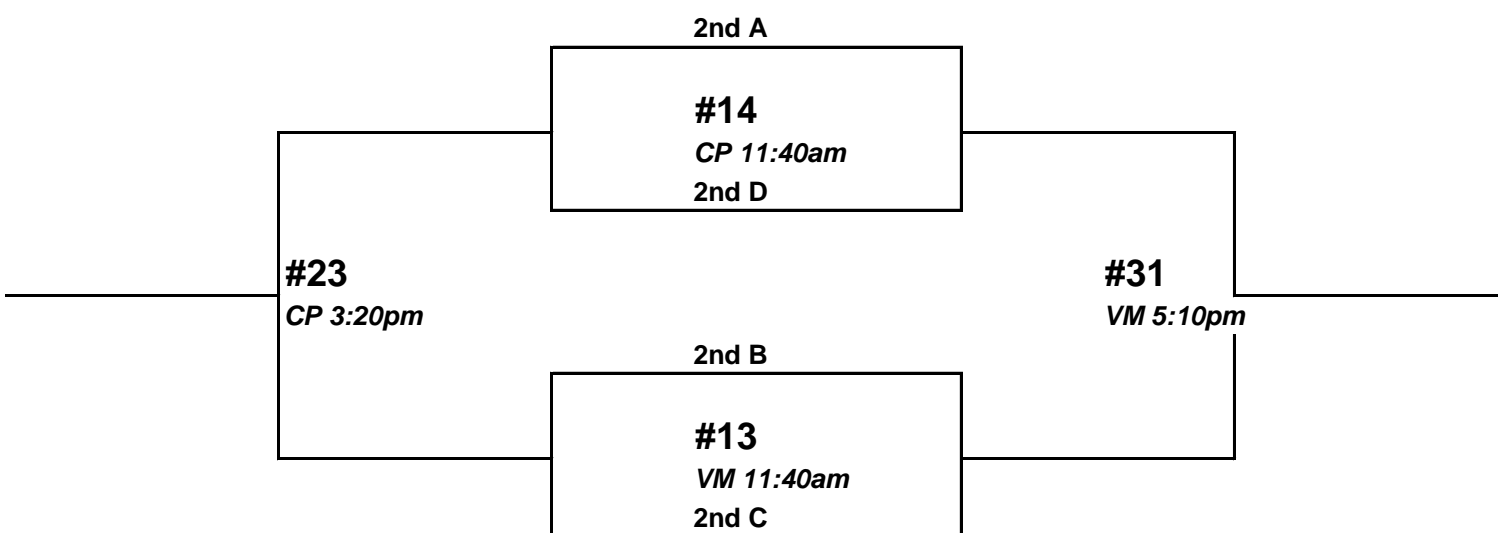 2nd A
#14
CP 11:40am
2nd D
#23
CP 3:20pm
#31
VM 5:10pm
2nd B
#13
VM 11:40am
2nd C